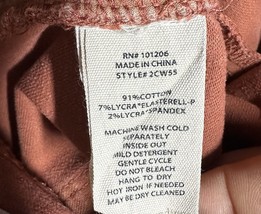 RN# 101206
MADE IN CHINA
STYLE# 2CW55
91%COTTON
7%LYCRA®ELASTERELL-P
2%LYCRA®SPANDEX
MACHINE WASH COLD
SEPARATELY
INSIDE OUT
MILD DETERGENT
GENTLE CYCLE
DO NOT BLEACH
HANG TO DRY
HOT IRON IF NEEDED
MAY BE DRY CLEANED